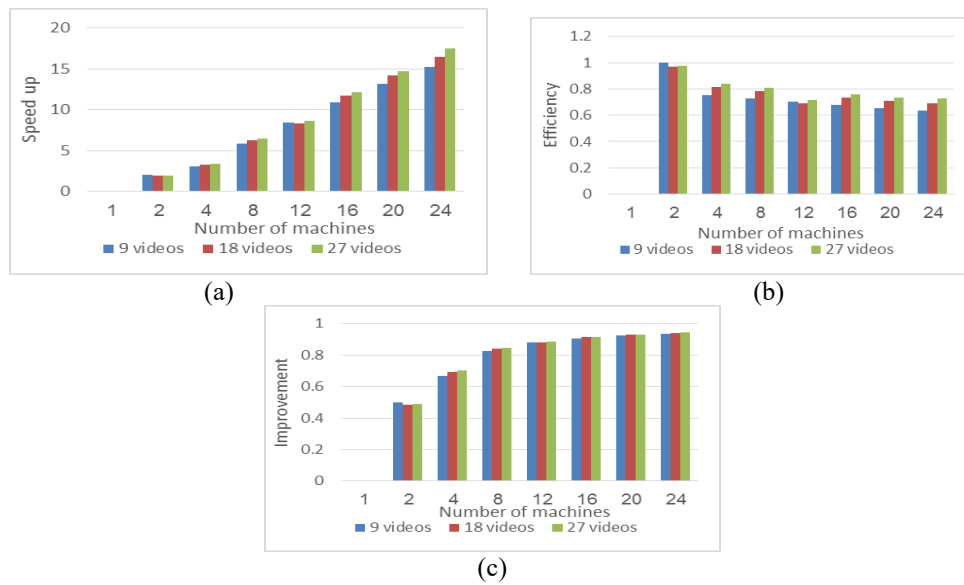 20
15
10
5
0
Speed up
1 2 4 8 12 16 20 24
Number of machines
9 videos 18 videos 27 videos
(a)
1.2
1
0.8
0.6
0.4
0.2
0
Efficiency
1 2 4 8 12 16 20 24
Number of machines
9 videos 18 videos 27 videos
(b)
1
0.8
0.6
0.4
0.2
0
Improvement
1 2 4 8 12 16 20 24
Number of machines
9 videos 18 videos 27 videos
(c)